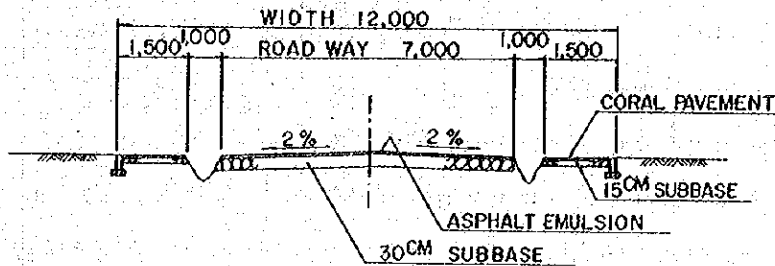 WIDTH 12,000
1,500 1,000 ROAD WAY 7,000 1,000 1,500
CORAL PAVEMENT
2% 2%
15CM SUBBASE
ASPHALT EMULSION
30CM SUBBASE